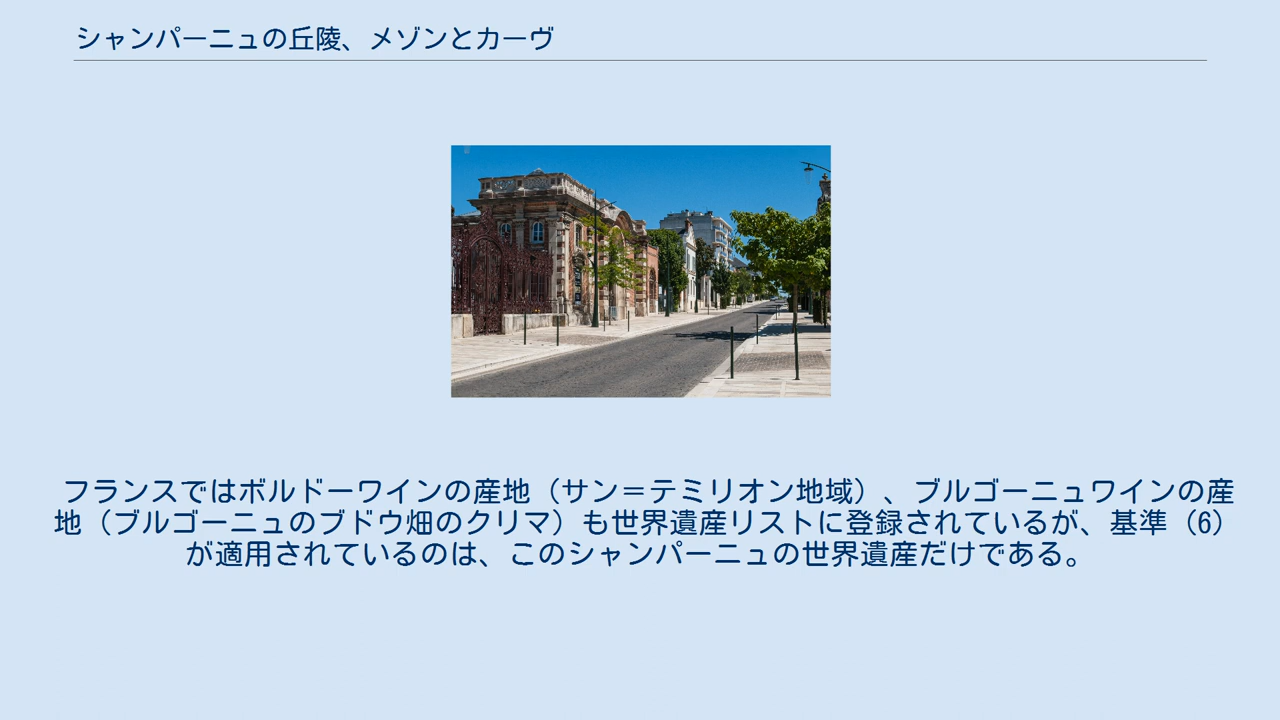 シャンパーニュの丘陵、メゾンとカーヴ
フランスではボルドーワインの産地（サン＝テミリオン地域）、ブルゴーニュワインの産
地（ブルゴーニュのブドウ畑のクリマ）も世界遺産リストに登録されているが、基準（6）
が適用されているのは、このシャンパーニュの世界遺産だけである。